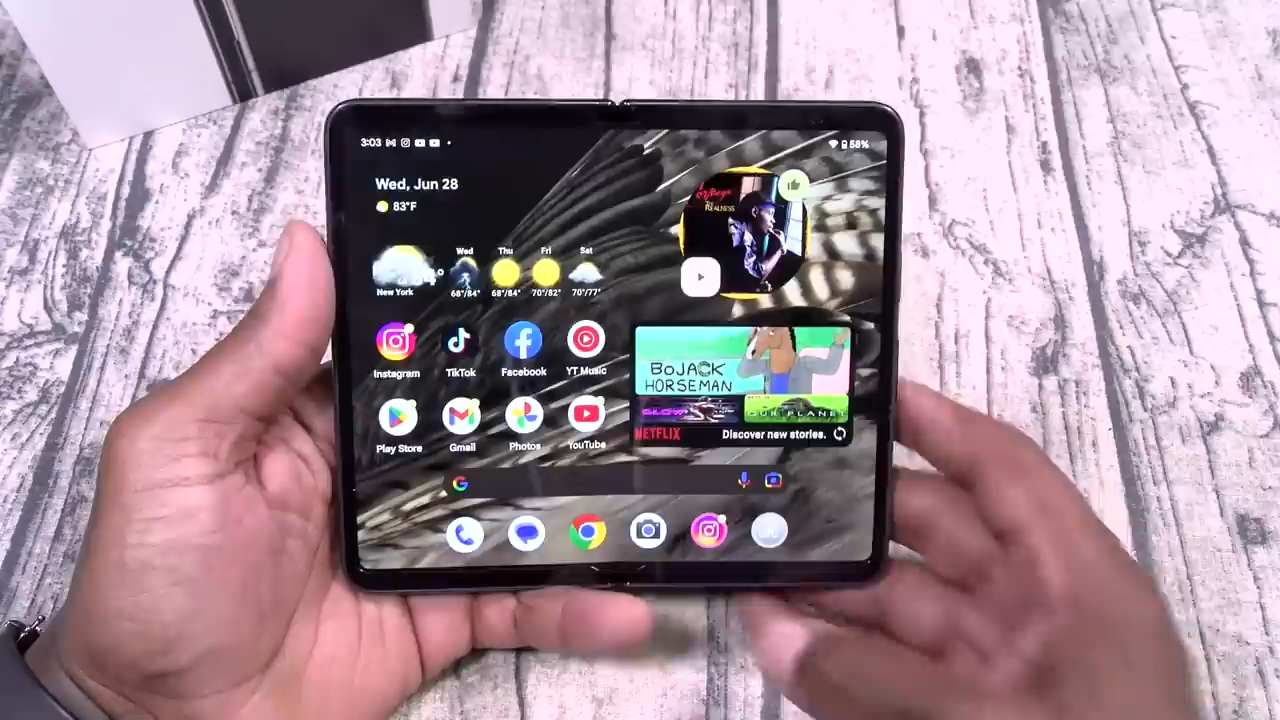 3:03
58%
Wed, Jun 28
83°F
Wed Thu Fri Sat
New York
68°/84° 68°/84° 70°/82° 70°/77°
REALNESS
Instagram TikTok Facebook YT Music
Play Store Gmail Photos YouTube
BOJACK
HORSEMAN
GLOW
OUR PLANET
NETFLIX Discover new stories.
G